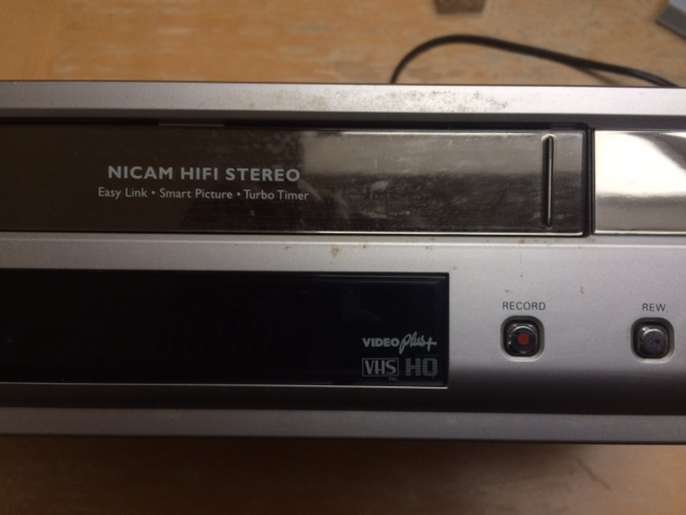 NICAM HIFI STEREO
Easy Link • Smart Picture • Turbo Timer
RECORD
REW.
VIDEO Plus+
VHS HQ